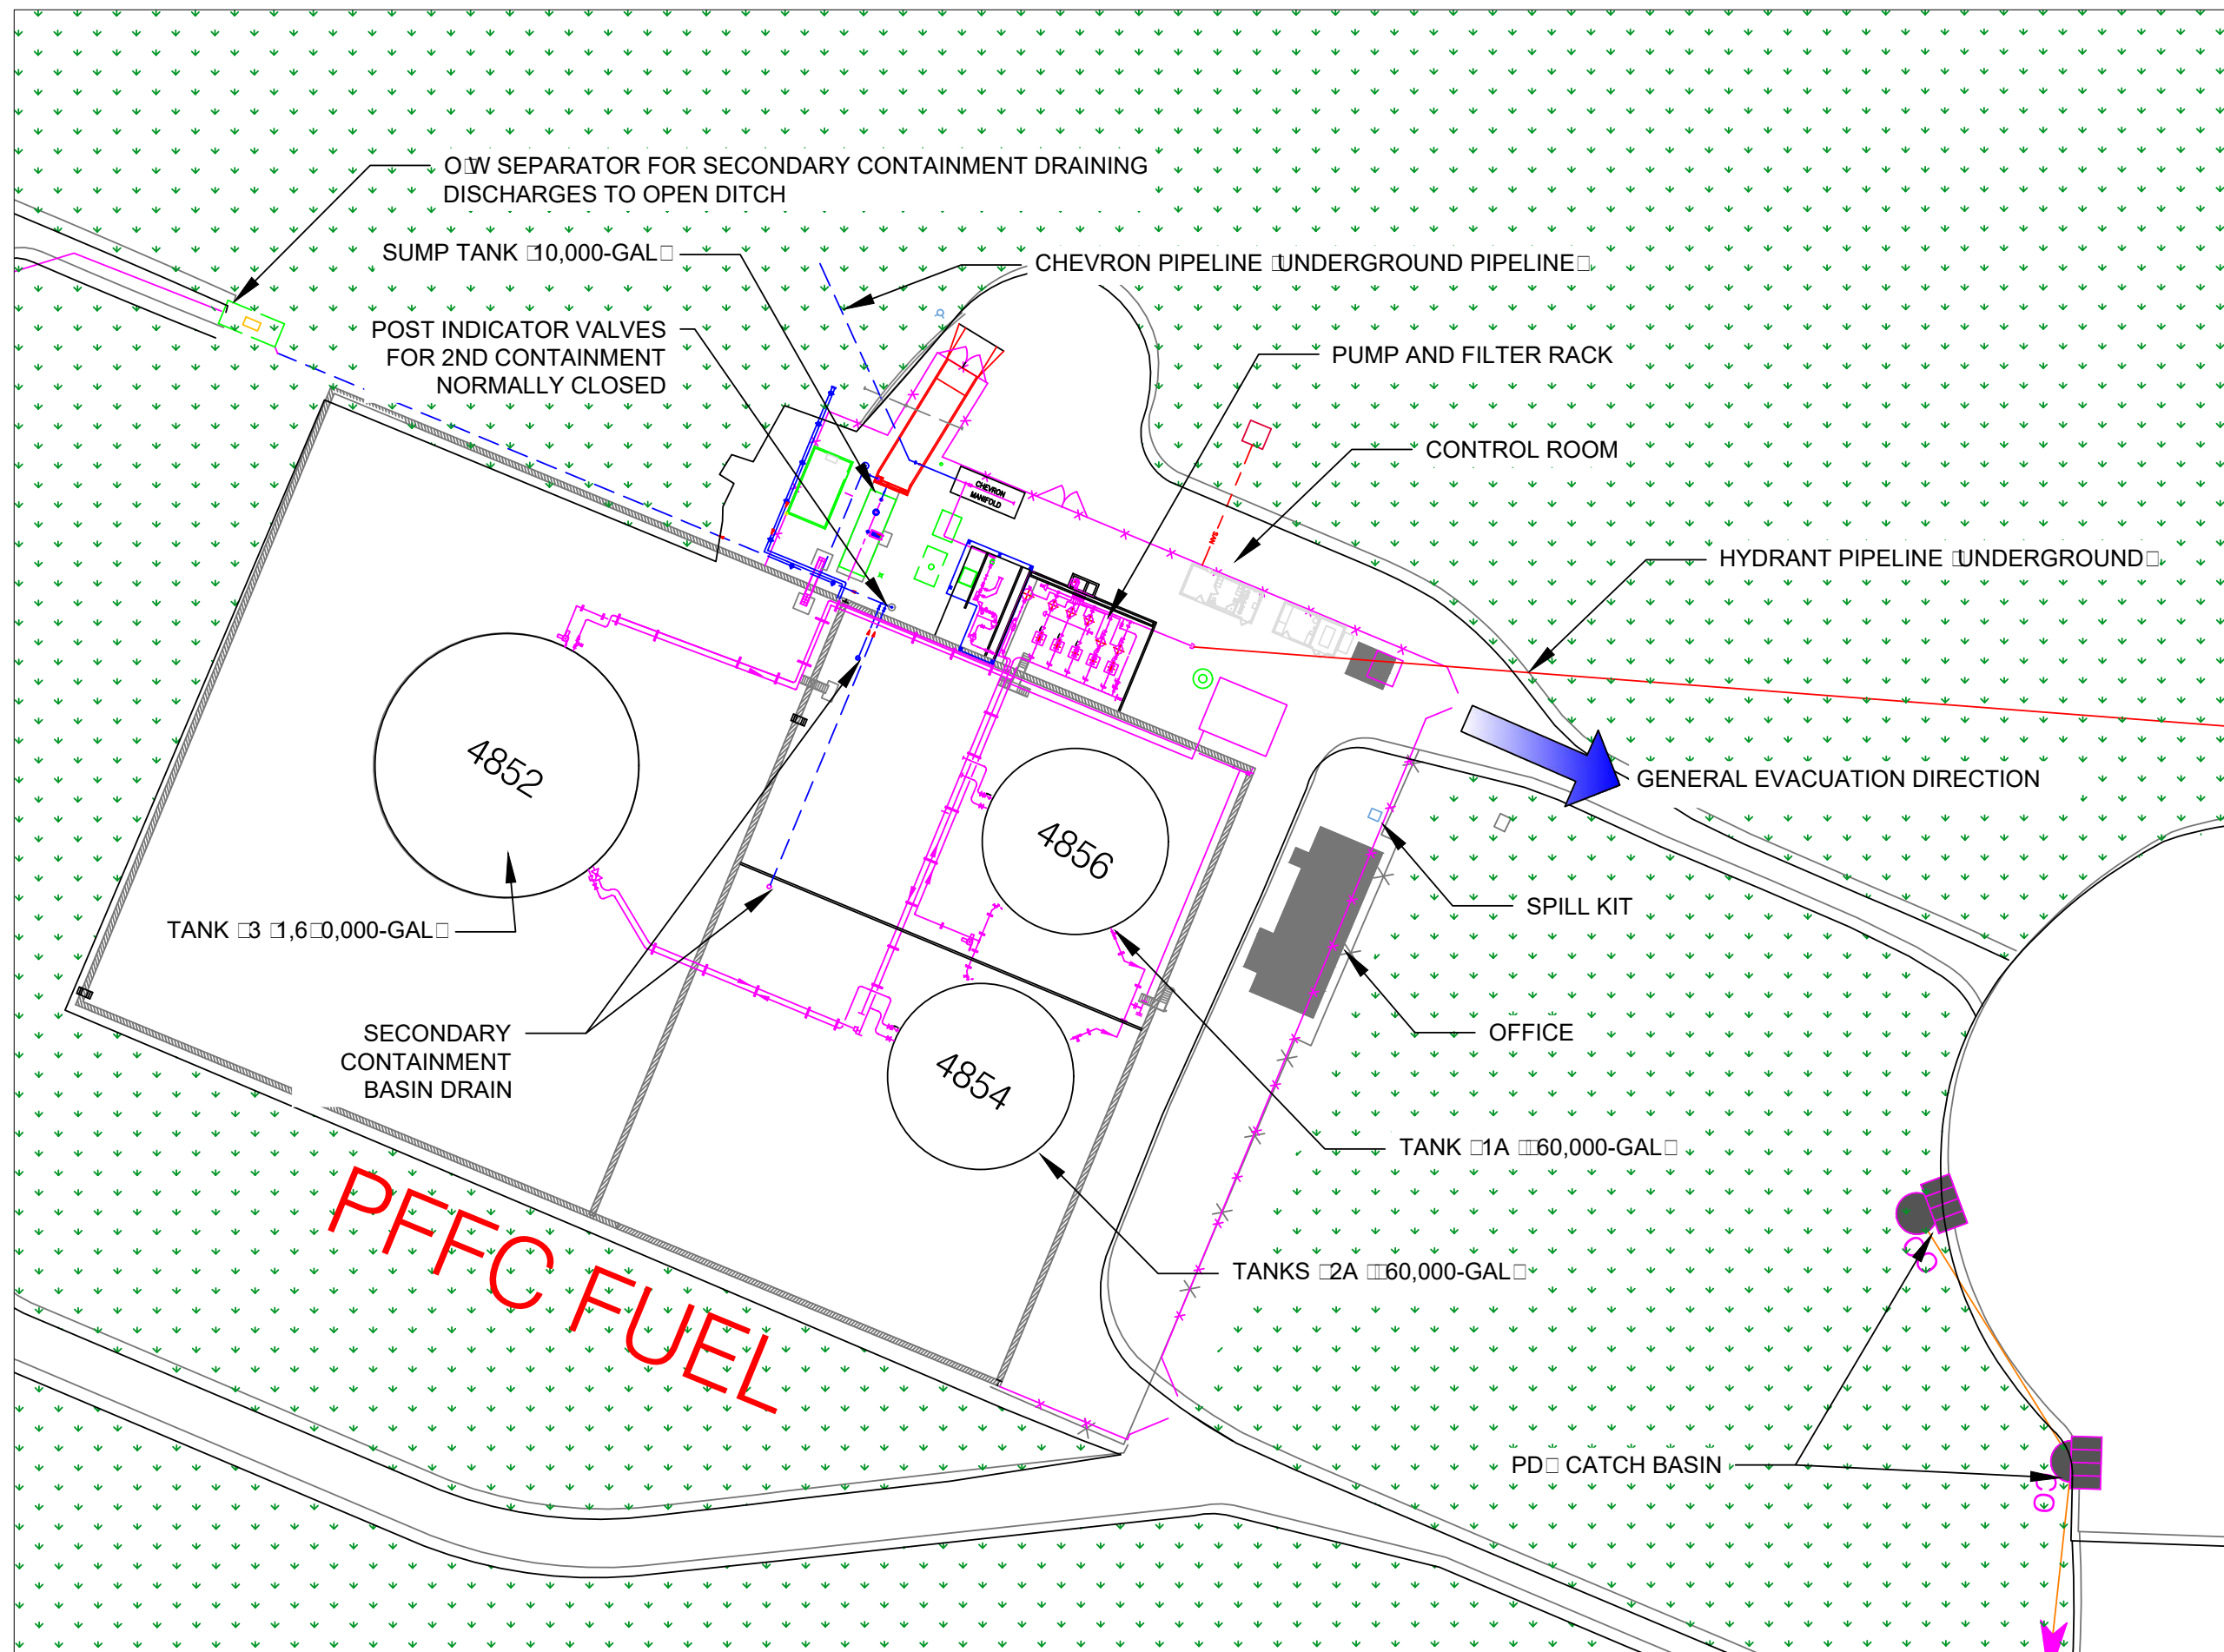 O□W SEPARATOR FOR SECONDARY CONTAINMENT DRAINING
DISCHARGES TO OPEN DITCH
SUMP TANK □10,000-GAL□
CHEVRON PIPELINE □UNDERGROUND PIPELINE□
POST INDICATOR VALVES
FOR 2ND CONTAINMENT
NORMALLY CLOSED
PUMP AND FILTER RACK
CONTROL ROOM
CHEVRON
MANIFOLD
SAN
HYDRANT PIPELINE □UNDERGROUND□
4852
4856
GENERAL EVACUATION DIRECTION
TANK □3 □1,6□0,000-GAL□
SPILL KIT
SECONDARY
CONTAINMENT
BASIN DRAIN
OFFICE
4854
TANK □1A □□60,000-GAL□
PFFC FUEL
TANKS □2A □□60,000-GAL□
CO
PD□ CATCH BASIN
CO